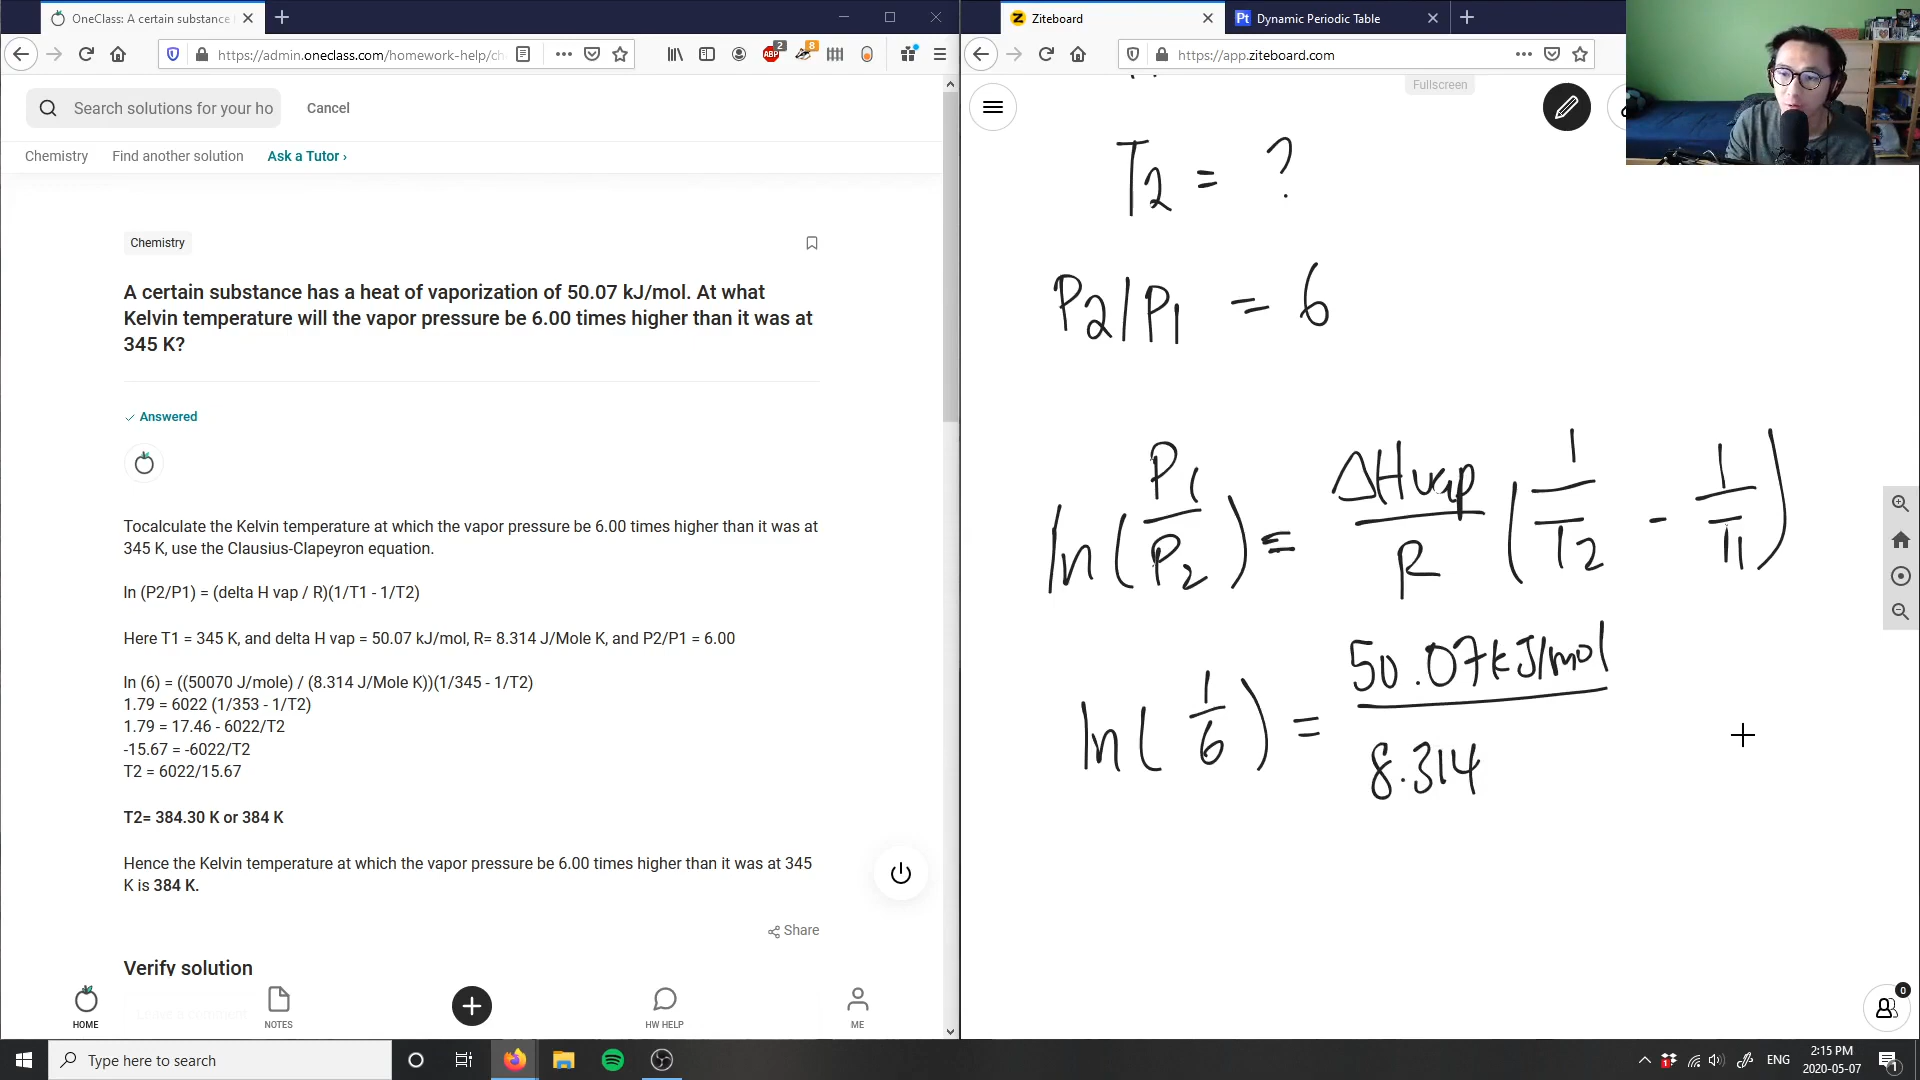 OneClass: A certain substance
https://admin.oneclass.com/homework-help/ch
ABP
2
8
Search solutions for your ho
Cancel
Chemistry
Find another solution
Ask a Tutor ›
Chemistry
A certain substance has a heat of vaporization of 50.07 kJ/mol. At what
Kelvin temperature will the vapor pressure be 6.00 times higher than it was at
345 K?
Answered
Tocalculate the Kelvin temperature at which the vapor pressure be 6.00 times higher than it was at
345 K, use the Clausius-Clapeyron equation.
In (P2/P1) = (delta H vap / R)(1/T1 - 1/T2)
Here T1 = 345 K, and delta H vap = 50.07 kJ/mol, R= 8.314 J/Mole K, and P2/P1 = 6.00
In (6) = ((50070 J/mole) / (8.314 J/Mole K))(1/345 - 1/T2)
1.79 = 6022 (1/353 - 1/T2)
1.79 = 17.46 - 6022/T2
-15.67 = -6022/T2
T2 = 6022/15.67
T2= 384.30 K or 384 K
Hence the Kelvin temperature at which the vapor pressure be 6.00 times higher than it was at 345
K is 384 K.
Share
Verify solution
Leave a comment
HOME
NOTES
HW HELP
ME
Ziteboard
Pt
Dynamic Periodic Table
https://app.ziteboard.com
Fullscreen
T2 = ?
P2/P1 = 6
ln(P1/P2) = ΔHvap/R (1/T2 - 1/T1)
ln(1/6) = 50.07kJ/mol
8.314
0
Type here to search
ENG
2:15 PM
2020-05-07
1